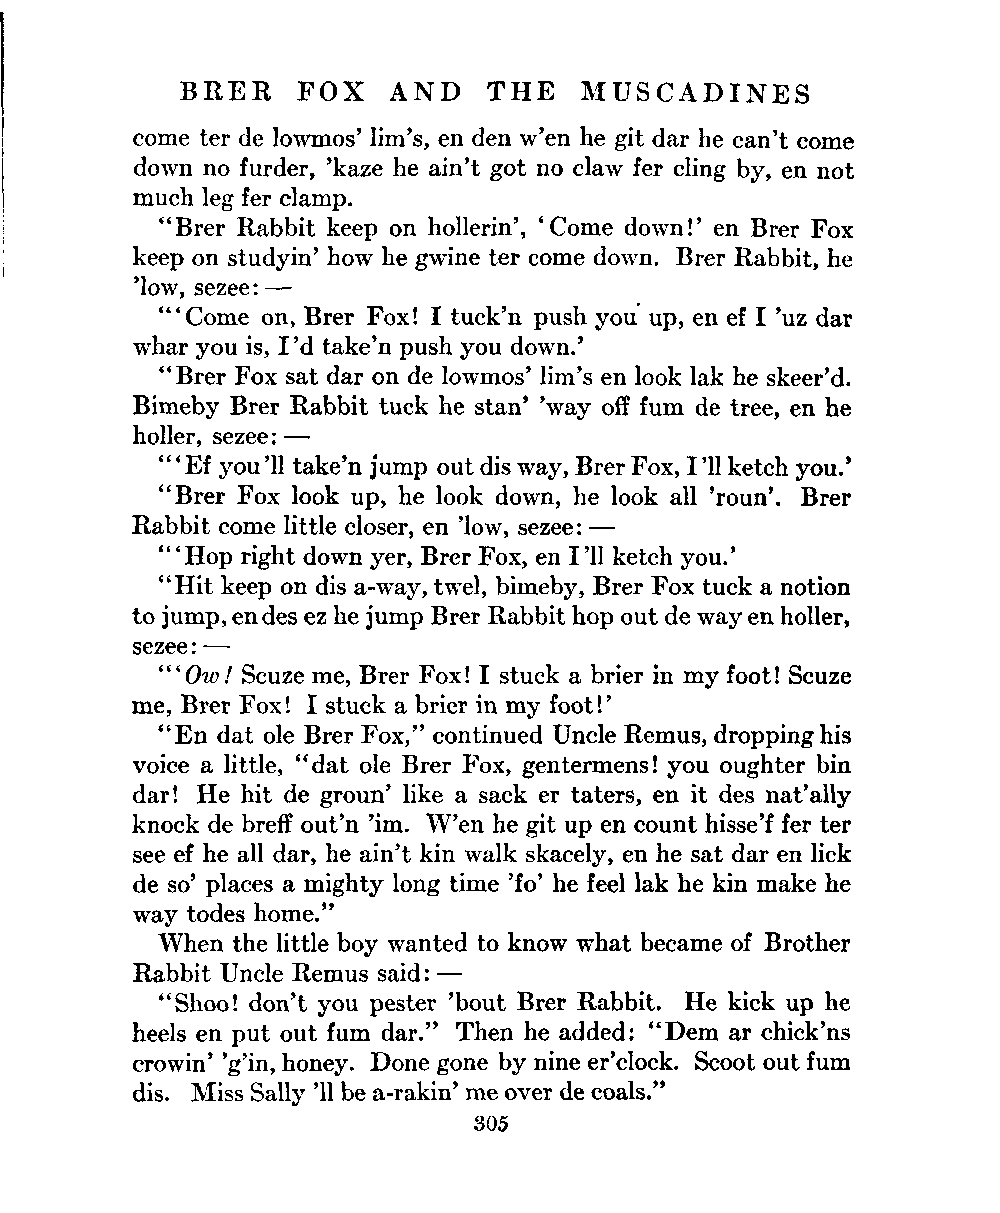 BRER FOX AND THE MUSCADINES
come ter de lowmos' lim's, en den w'en he git dar he can't come
down no furder, 'kaze he ain't got no claw fer cling by, en not
much leg fer clamp.
"Brer Rabbit keep on hollerin', 'Come down!' en Brer Fox
keep on studyin' how he gwine ter come down. Brer Rabbit, he
'low, sezee: —
"'Come on, Brer Fox! I tuck'n push you up, en ef I 'uz dar
whar you is, I'd take'n push you down.'
"Brer Fox sat dar on de lowmos' lim's en look lak he skeer'd.
Bimeby Brer Rabbit tuck he stan' 'way off fum de tree, en he
holler, sezee: —
"'Ef you'll take'n jump out dis way, Brer Fox, I'll ketch you.'
"Brer Fox look up, he look down, he look all 'roun'. Brer
Rabbit come little closer, en 'low, sezee: —
"'Hop right down yer, Brer Fox, en I'll ketch you.'
"Hit keep on dis a-way, twel, bimeby, Brer Fox tuck a notion
to jump, en des ez he jump Brer Rabbit hop out de way en holler,
sezee: —
"'Ow! Scuze me, Brer Fox! I stuck a brier in my foot! Scuze
me, Brer Fox! I stuck a brier in my foot!'
"En dat ole Brer Fox," continued Uncle Remus, dropping his
voice a little, "dat ole Brer Fox, gentermens! you oughter bin
dar! He hit de groun' like a sack er taters, en it des nat'ally
knock de breff out'n 'im. W'en he git up en count hisse'f fer ter
see ef he all dar, he ain't kin walk skacely, en he sat dar en lick
de so' places a mighty long time 'fo' he feel lak he kin make he
way todes home."
When the little boy wanted to know what became of Brother
Rabbit Uncle Remus said: —
"Shoo! don't you pester 'bout Brer Rabbit. He kick up he
heels en put out fum dar." Then he added: "Dem ar chick'ns
crowin' 'g'in, honey. Done gone by nine er'clock. Scoot out fum
dis. Miss Sally 'll be a-rakin' me over de coals."
305